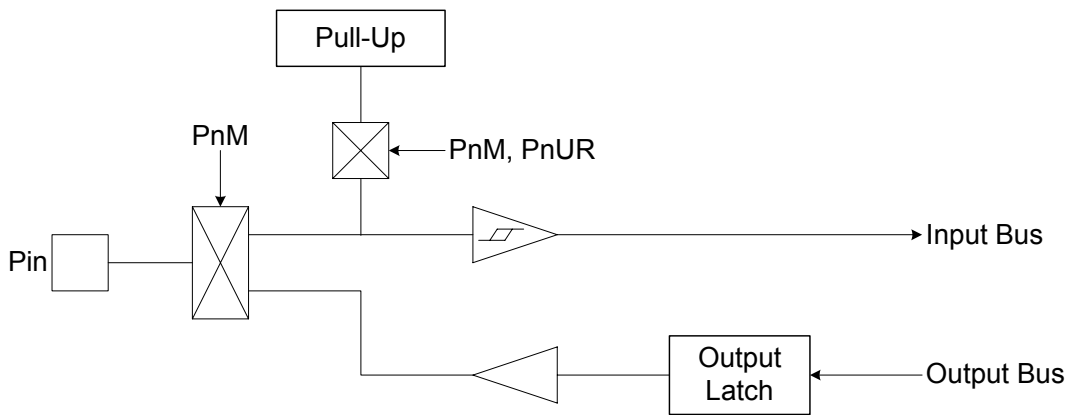 Pull-Up
PnM
PnM, PnUR
Pin
Input Bus
Output
Latch
Output Bus